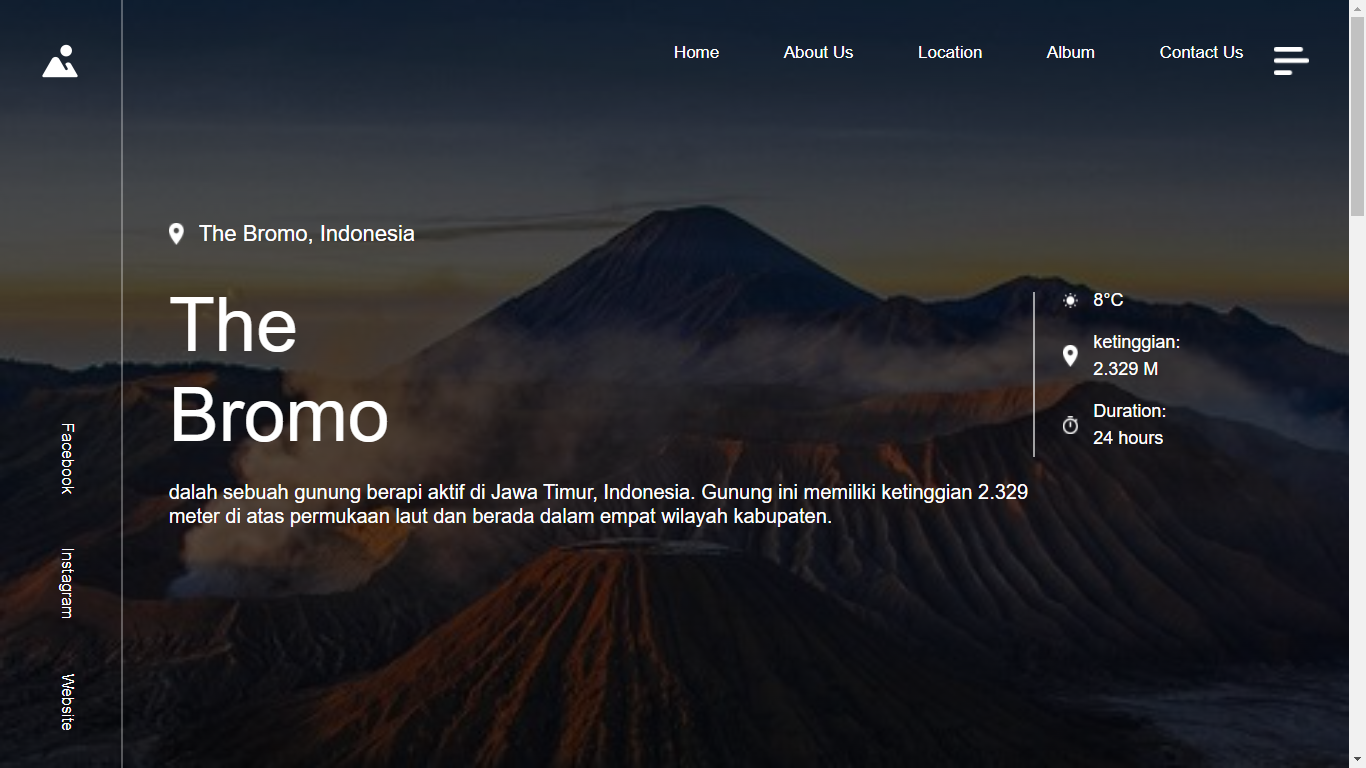 Home
About Us
Location
Album
Contact Us
The Bromo, Indonesia
The
Bromo
dalah sebuah gunung berapi aktif di Jawa Timur, Indonesia. Gunung ini memiliki ketinggian 2.329
meter di atas permukaan laut dan berada dalam empat wilayah kabupaten.
8°C
ketinggian:
2.329 M
Duration:
24 hours
Facebook
Instagram
Website